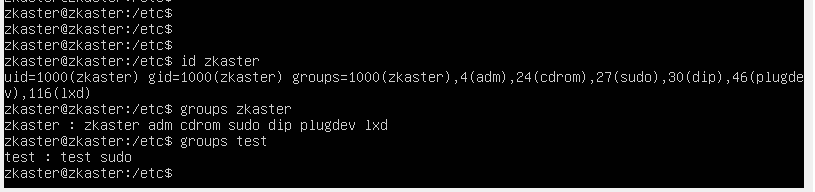 zkaster@zkaster:/etc$
zkaster@zkaster:/etc$
zkaster@zkaster:/etc$
zkaster@zkaster:/etc$ id zkaster
uid=1000(zkaster) gid=1000(zkaster) groups=1000(zkaster),4(adm),24(cdrom),27(sudo),30(dip),46(plugde
v),116(lxd)
zkaster@zkaster:/etc$ groups zkaster
zkaster : zkaster adm cdrom sudo dip plugdev lxd
zkaster@zkaster:/etc$ groups test
test : test sudo
zkaster@zkaster:/etc$